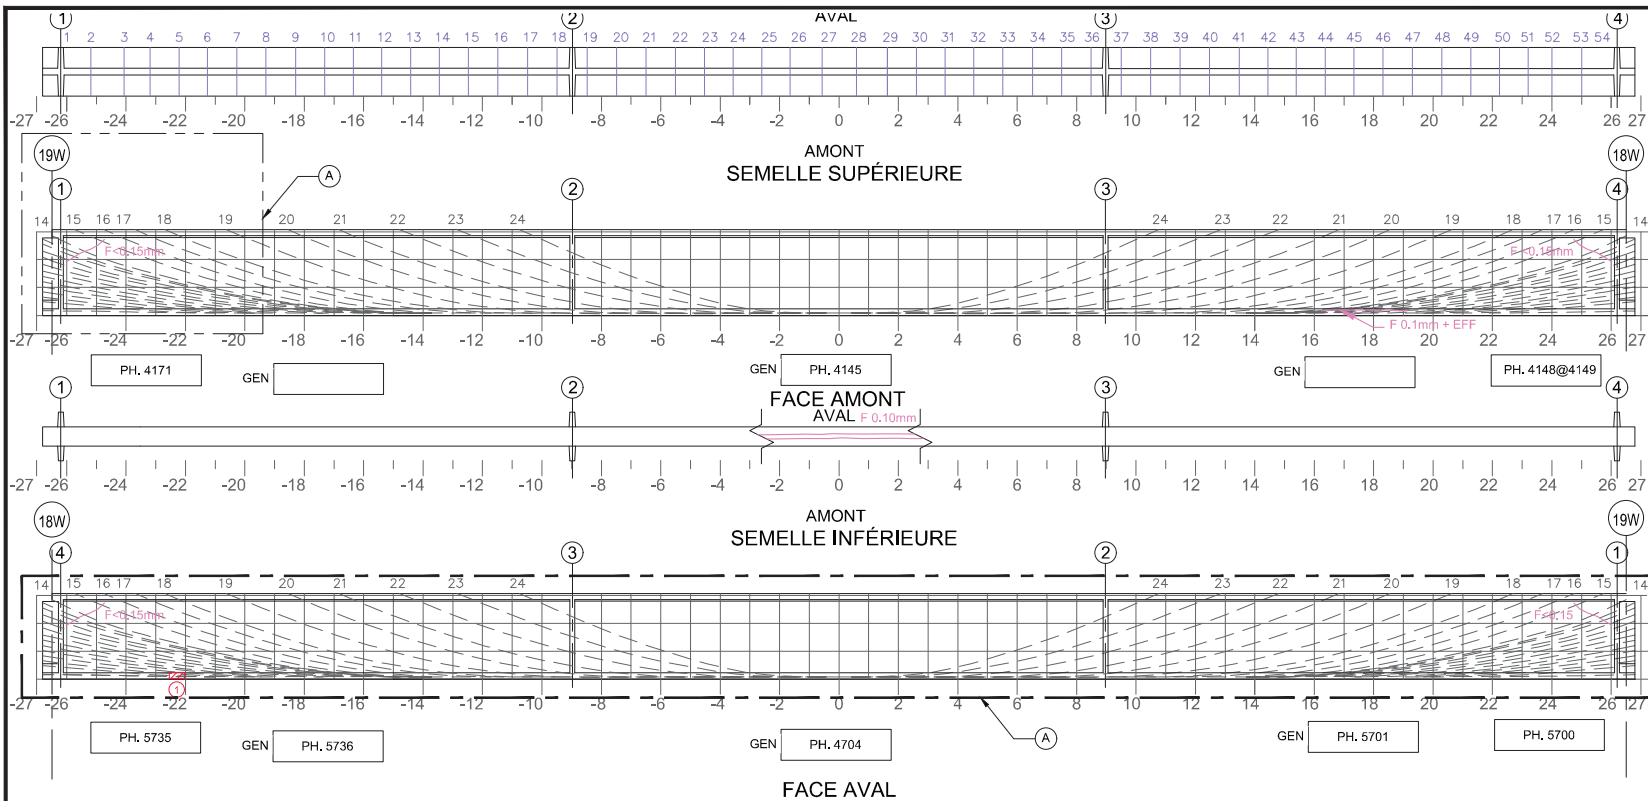 AVAL
1 2 3 4
1 2 3 4 5 6 7 8 9 10 11 12 13 14 15 16 17 18 19 20 21 22 23 24 25 26 27 28 29 30 31 32 33 34 35 36 37 38 39 40 41 42 43 44 45 46 47 48 49 50 51 52 53 54
-27 -26 -24 -22 -20 -18 -16 -14 -12 -10 -8 -6 -4 -2 0 2 4 6 8 10 12 14 16 18 20 22 24 26 27
AMONT
SEMELLE SUPÉRIEURE
19W 18W
A
1 2 3 4
14 15 16 17 18 19 20 21 22 23 24 24 23 22 21 20 19 18 17 16 15 14
F<0.15mm F<0.15mm
F 0.1mm + EFF
-27 -26 -24 -22 -20 -18 -16 -14 -12 -10 -8 -6 -4 -2 0 2 4 6 8 10 12 14 16 18 20 22 24 26 27
PH. 4171 GEN GEN PH. 4145 GEN PH. 4148@4149
1 2 3 4
FACE AMONT
AVAL F 0.10mm
-27 -26 -24 -22 -20 -18 -16 -14 -12 -10 -8 -6 -4 -2 0 2 4 6 8 10 12 14 16 18 20 22 24 26 27
AMONT
SEMELLE INFÉRIEURE
18W 19W
4 3 2 1
14 15 16 17 18 19 20 21 22 23 24 24 23 22 21 20 19 18 17 16 15 14
F<0.15mm F<0.15
1
-27 -26 -24 -22 -20 -18 -16 -14 -12 -10 -8 -6 -4 -2 0 2 4 6 8 10 12 14 16 18 20 22 24 26 27
A
PH. 5735 GEN PH. 5736 GEN PH. 4704 GEN PH. 5701 PH. 5700
FACE AVAL